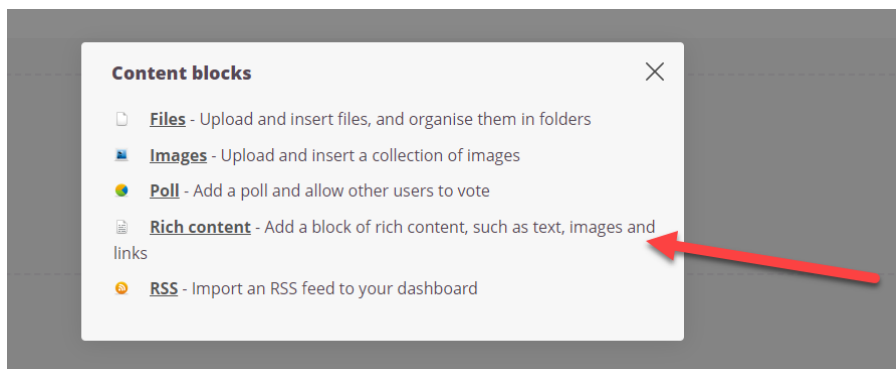 Content blocks
Files - Upload and insert files, and organise them in folders
Images - Upload and insert a collection of images
Poll - Add a poll and allow other users to vote
Rich content - Add a block of rich content, such as text, images and
links
RSS - Import an RSS feed to your dashboard